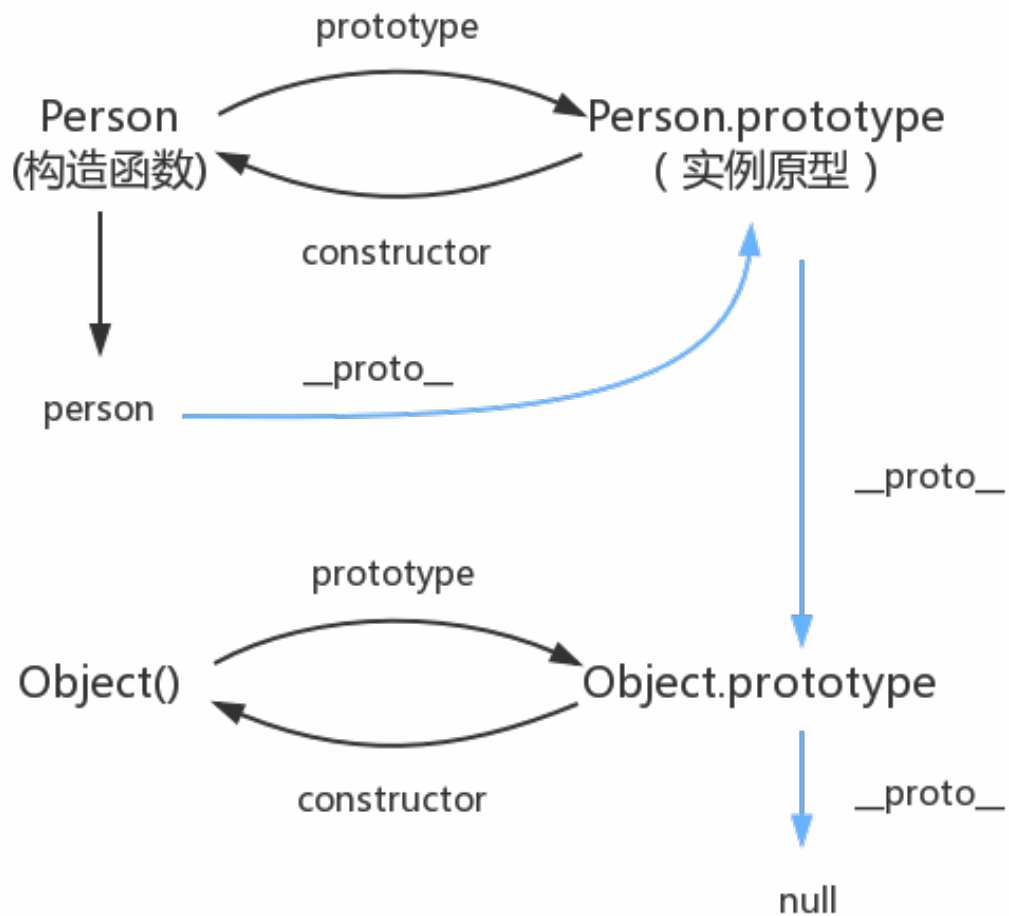 prototype
Person
Person.prototype
(构造函数)
（实例原型）
constructor
__proto__
person
__proto__
prototype
Object()
Object.prototype
constructor
__proto__
null